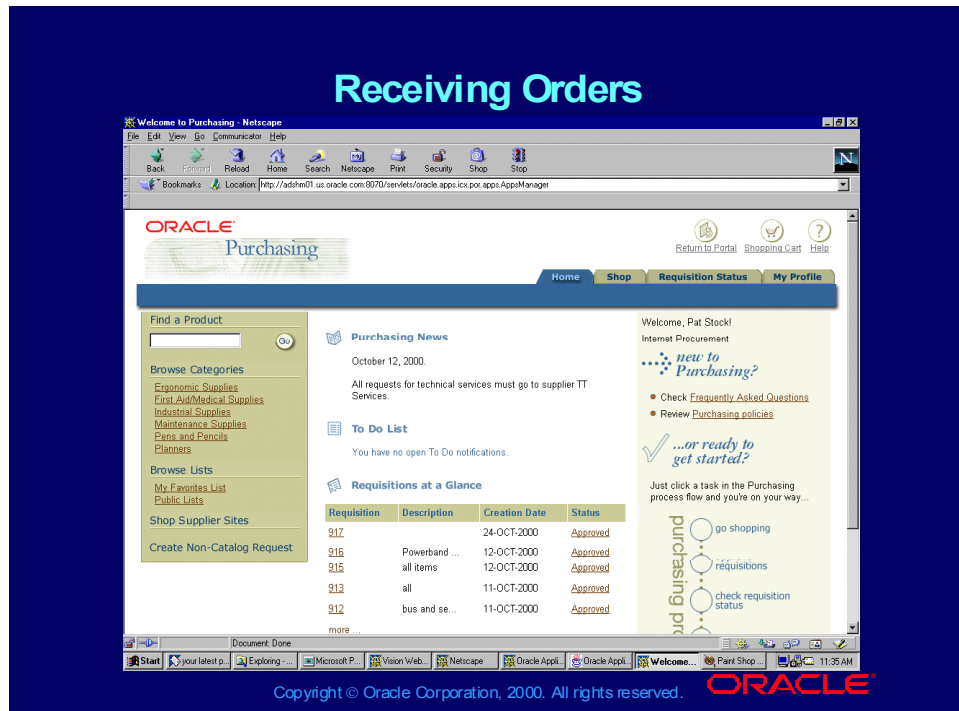 Receiving Orders
Welcome to Purchasing - Netscape
File Edit View Go Communicator Help
Back Forward Reload Home Search Netscape Print Security Shop Stop
Bookmarks Location: http://adshm01.us.oracle.com:8070/servlets/oracle.apps.icx.por.apps.AppsManager
N
ORACLE
Purchasing
Return to Portal Shopping Cart Help
Home Shop Requisition Status My Profile
Find a Product
Go
Browse Categories
Ergonomic Supplies
First Aid/Medical Supplies
Industrial Supplies
Maintenance Supplies
Pens and Pencils
Planners
Browse Lists
My Favorites List
Public Lists
Shop Supplier Sites
Create Non-Catalog Request
Purchasing News
October 12, 2000.
All requests for technical services must go to supplier TT
Services.
To Do List
You have no open To Do notifications.
Requisitions at a Glance
Requisition Description Creation Date Status
917 24-OCT-2000 Approved
916 Powerband ... 12-OCT-2000 Approved
915 all items 12-OCT-2000 Approved
913 all 11-OCT-2000 Approved
912 bus and se... 11-OCT-2000 Approved
more ...
Welcome, Pat Stock!
Internet Procurement
new to
Purchasing?
Check Frequently Asked Questions
Review Purchasing policies
...or ready to
get started?
Just click a task in the Purchasing
process flow and you're on your way...
purchasing pro
go shopping
requisitions
check requisition
status
Document: Done
Start your latest p... Exploring - ... Microsoft P... Vision Web... Netscape Oracle Appli... Oracle Appli... Welcome... Paint Shop ... 11:35 AM
Copyright © Oracle Corporation, 2000. All rights reserved.
ORACLE®